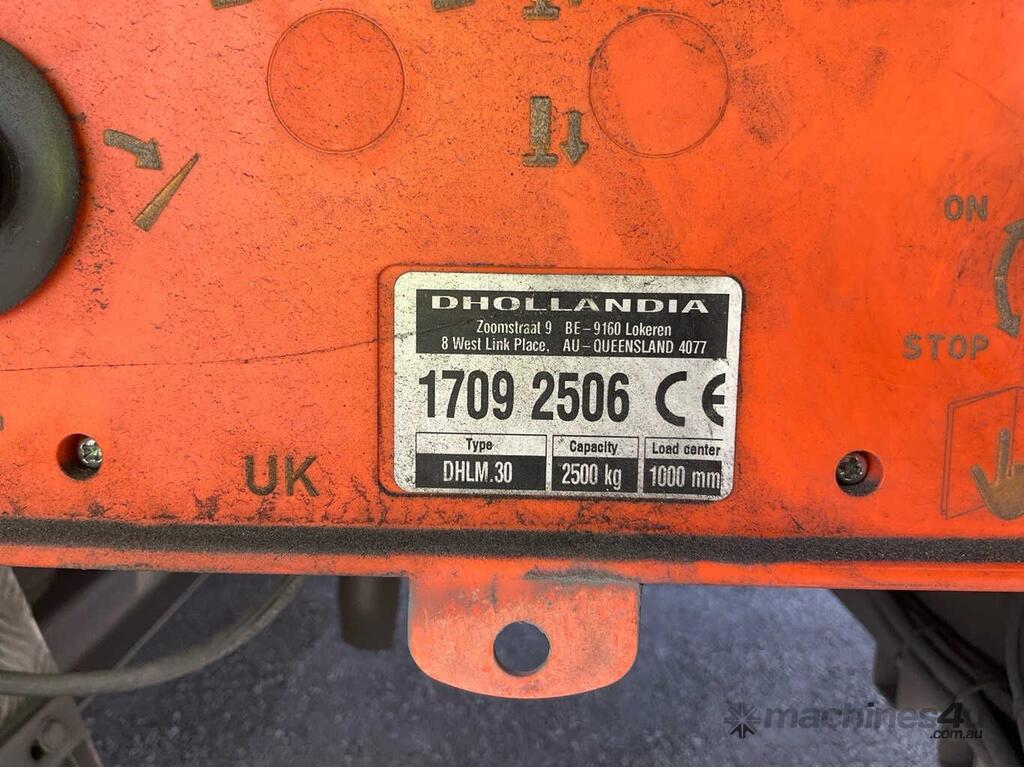 ON
STOP
DHOLLANDIA
Zoomstraat 9 BE-9160 Lokeren
8 West Link Place, AU-QUEENSLAND 4077
1709 2506 CE
Type Capacity Load center
DHLM.30 2500 kg 1000 mm
UK
machines4u
.com.au